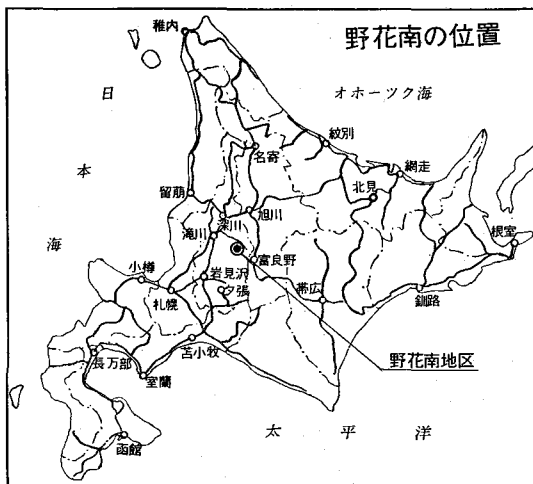 野花南の位置
稚内
日本海
オホーツク海
紋別
名寄
網走
北見
留萌
深川
旭川
滝川
根室
富良野
小樽
岩見沢
夕張
札幌
帯広
釧路
苫小牧
野花南地区
長万部
室蘭
太平洋
函館